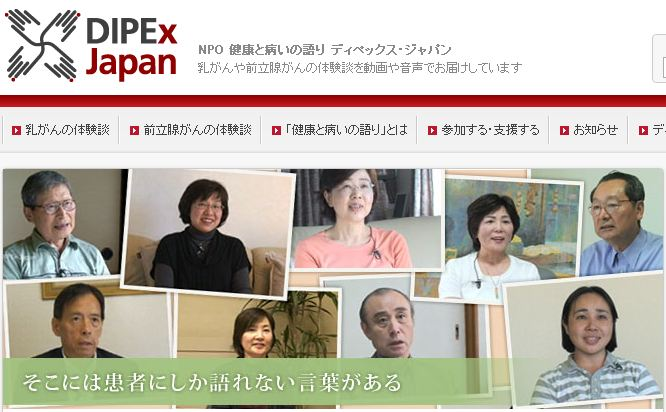 DIPEx
Japan
NPO 健康と病いの語り ディペックス・ジャパン
乳がんや前立腺がんの体験談を動画や音声でお届けしています
乳がんの体験談
前立腺がんの体験談
「健康と病いの語り」とは
参加する・支援する
お知らせ
デ
そこには患者にしか語れない言葉がある